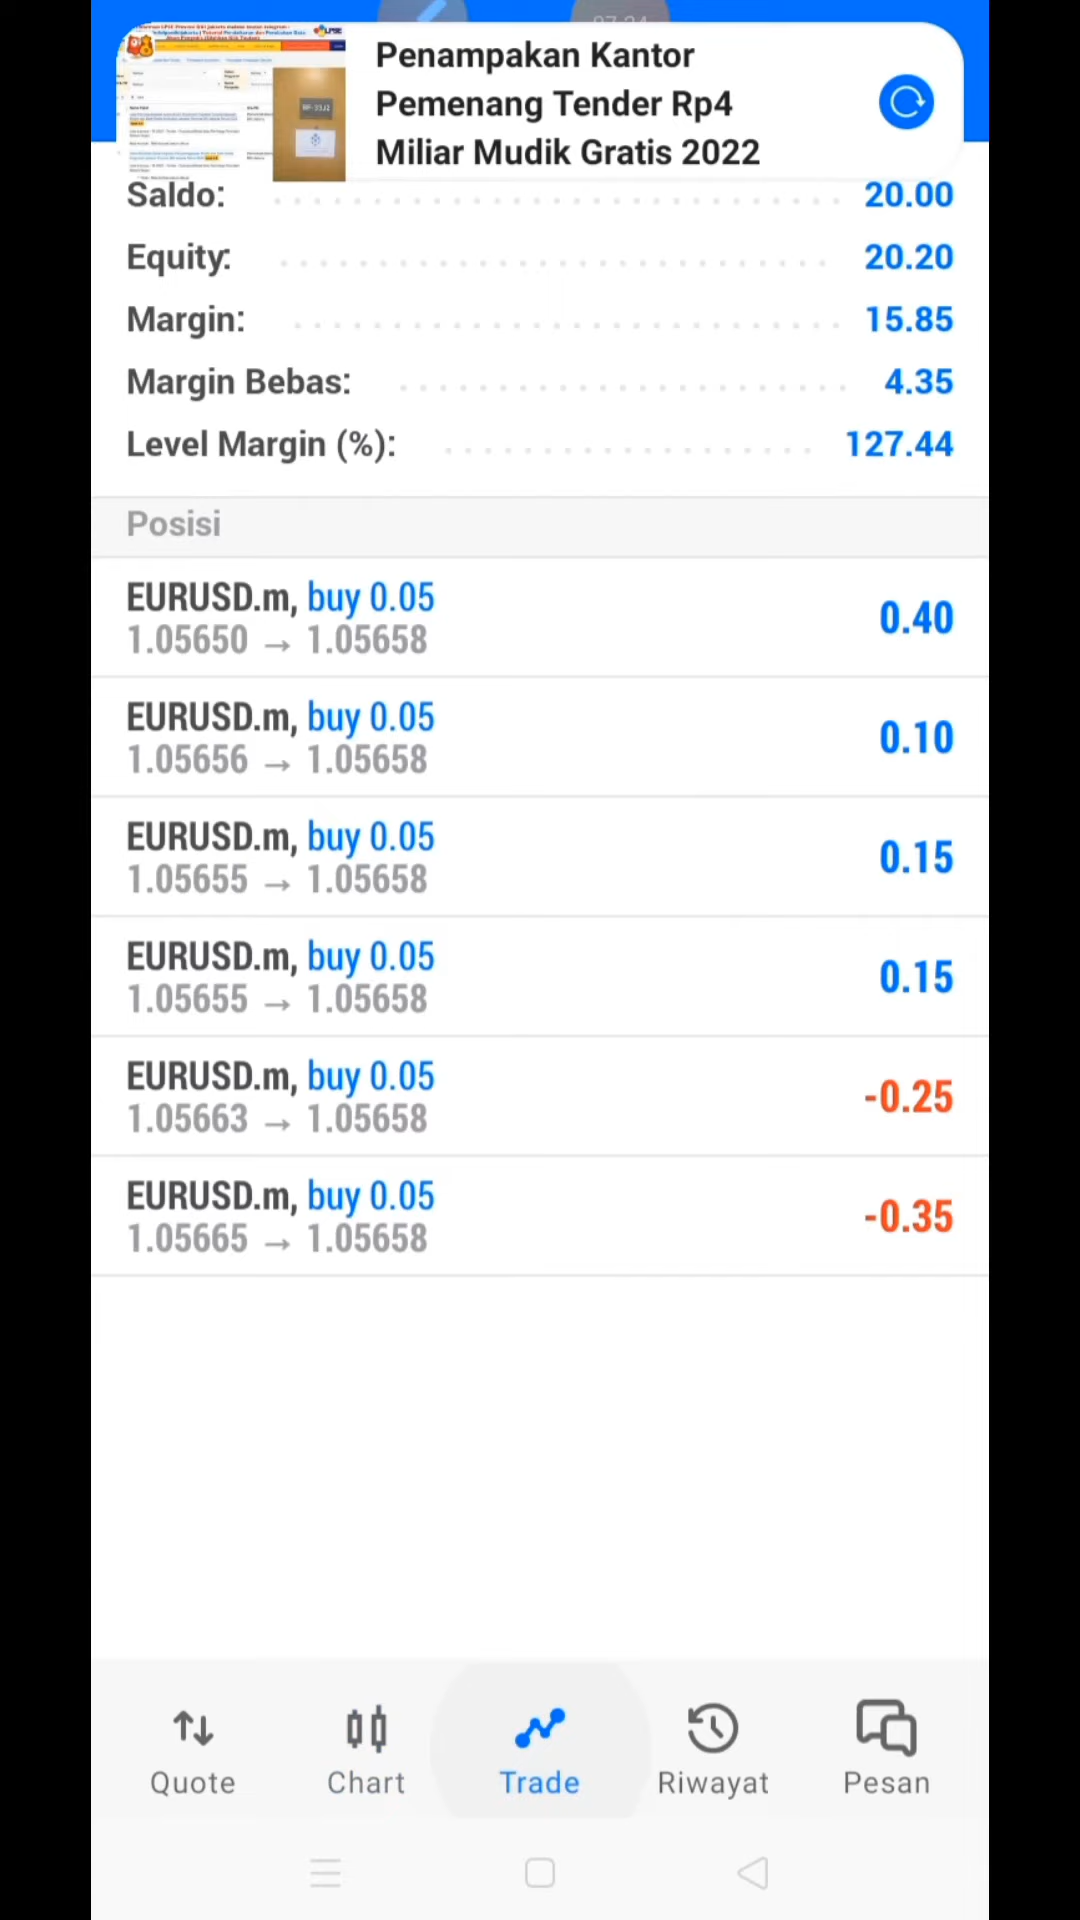 07:24
Penampakan Kantor
Pemenang Tender Rp4
Miliar Mudik Gratis 2022
Saldo: 20.00
Equity: 20.20
Margin: 15.85
Margin Bebas: 4.35
Level Margin (%): 127.44
Posisi
EURUSD.m, buy 0.05
1.05650 → 1.05658
0.40
EURUSD.m, buy 0.05
1.05656 → 1.05658
0.10
EURUSD.m, buy 0.05
1.05655 → 1.05658
0.15
EURUSD.m, buy 0.05
1.05655 → 1.05658
0.15
EURUSD.m, buy 0.05
1.05663 → 1.05658
-0.25
EURUSD.m, buy 0.05
1.05665 → 1.05658
-0.35
Quote
Chart
Trade
Riwayat
Pesan